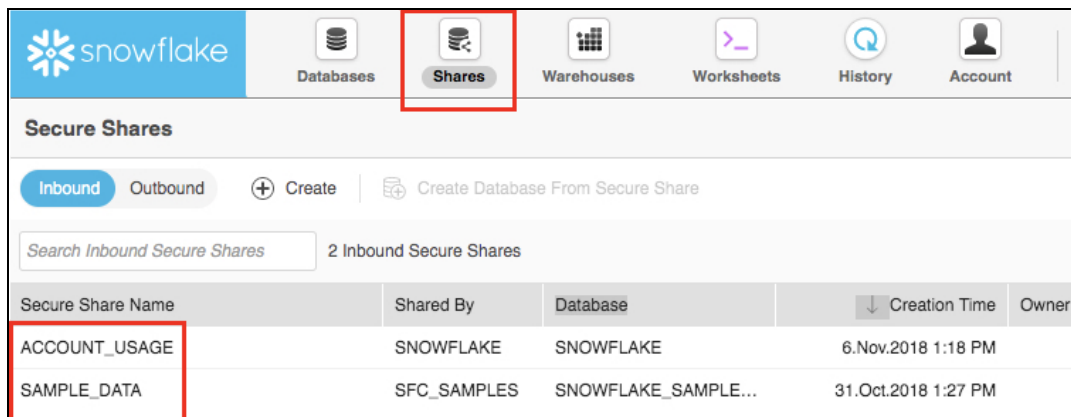 snowflake
Databases Shares Warehouses Worksheets History Account
Secure Shares
Inbound Outbound Create Create Database From Secure Share
Search Inbound Secure Shares 2 Inbound Secure Shares
Secure Share Name Shared By Database ↓ Creation Time Owner
ACCOUNT_USAGE SNOWFLAKE SNOWFLAKE 6.Nov.2018 1:18 PM
SAMPLE_DATA SFC_SAMPLES SNOWFLAKE_SAMPLE... 31.Oct.2018 1:27 PM